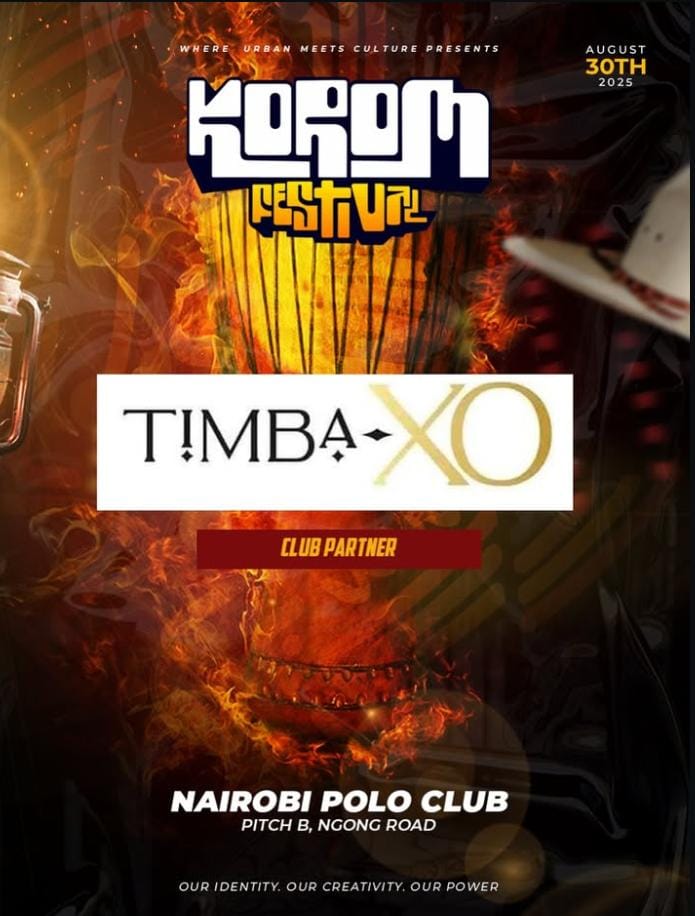 WHERE URBAN MEETS CULTURE PRESENTS
AUGUST
30TH
2025
KOROM
FESTIVAL
TIMBA XO
CLUB PARTNER
NAIROBI POLO CLUB
PITCH B, NGONG ROAD
OUR IDENTITY. OUR CREATIVITY. OUR POWER